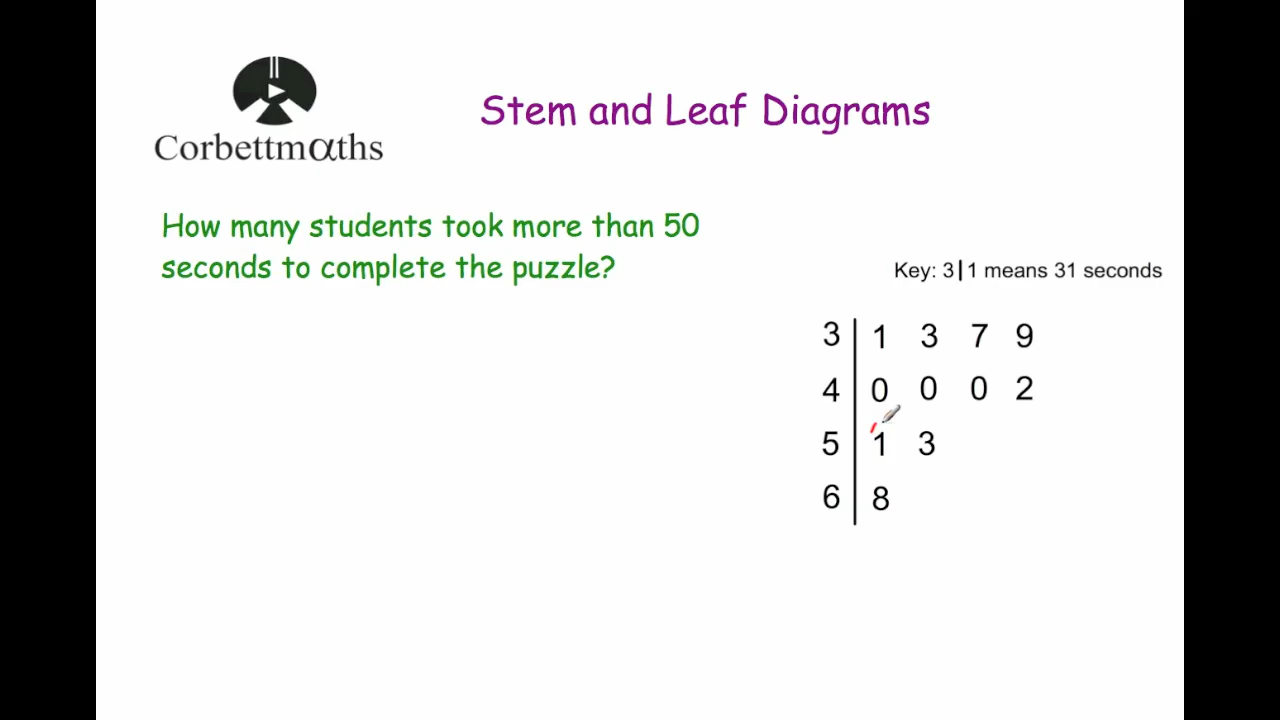 Corbettmαths
Stem and Leaf Diagrams
How many students took more than 50
seconds to complete the puzzle?
Key: 3|1 means 31 seconds
3 | 1 3 7 9
4 | 0 0 0 2
5 | 1 3
6 | 8